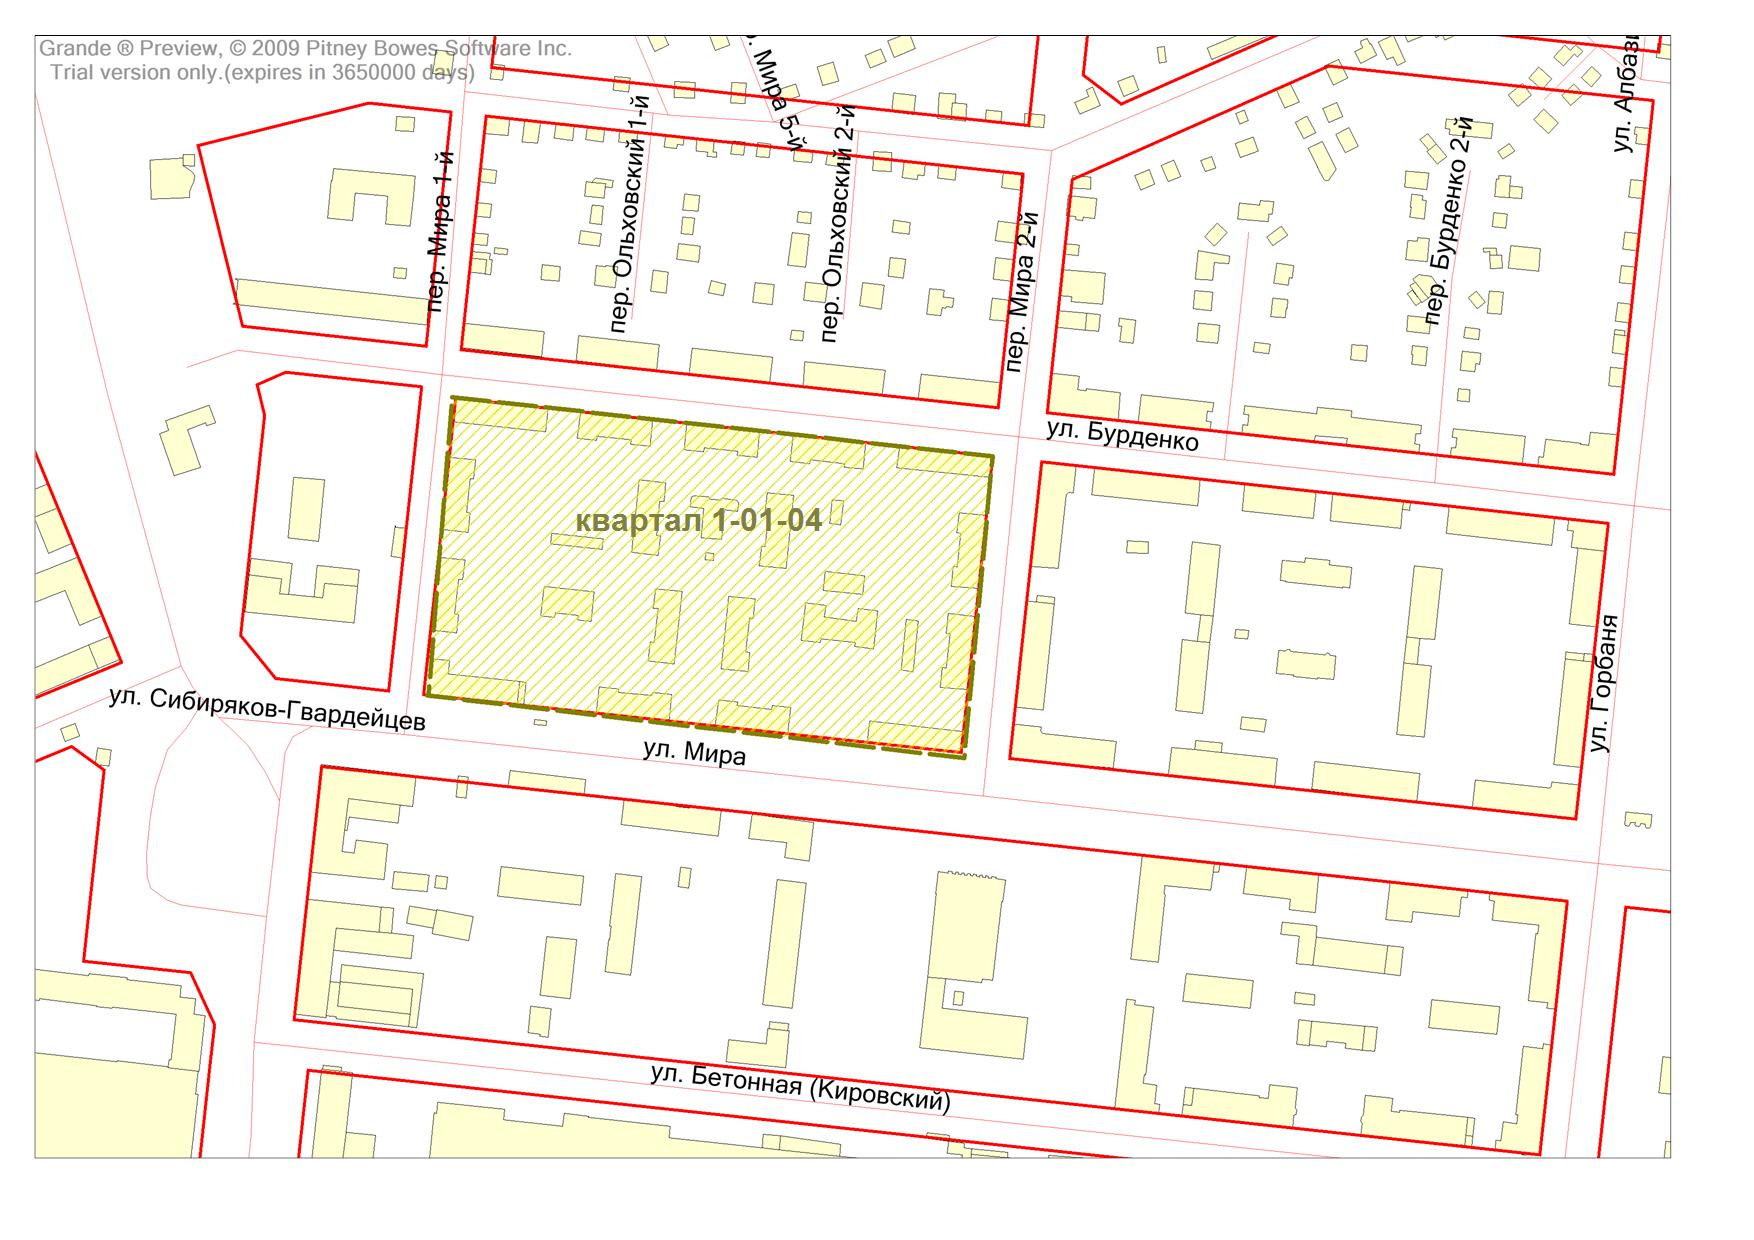 Grande ® Preview, © 2009 Pitney Bowes Software Inc.
Trial version only.(expires in 3650000 days)
Мира 5-й
ул.
пер. Мира 1-й
пер. Ольховский 1-й
пер. Ольховский 2-й
пер. Мира 2-й
пер. Бурденко 2-й
ул. Бурденко
квартал 1-01-04
ул. Горбаня
ул. Сибиряков-Гвардейцев
ул. Мира
ул. Бетонная (Кировский)